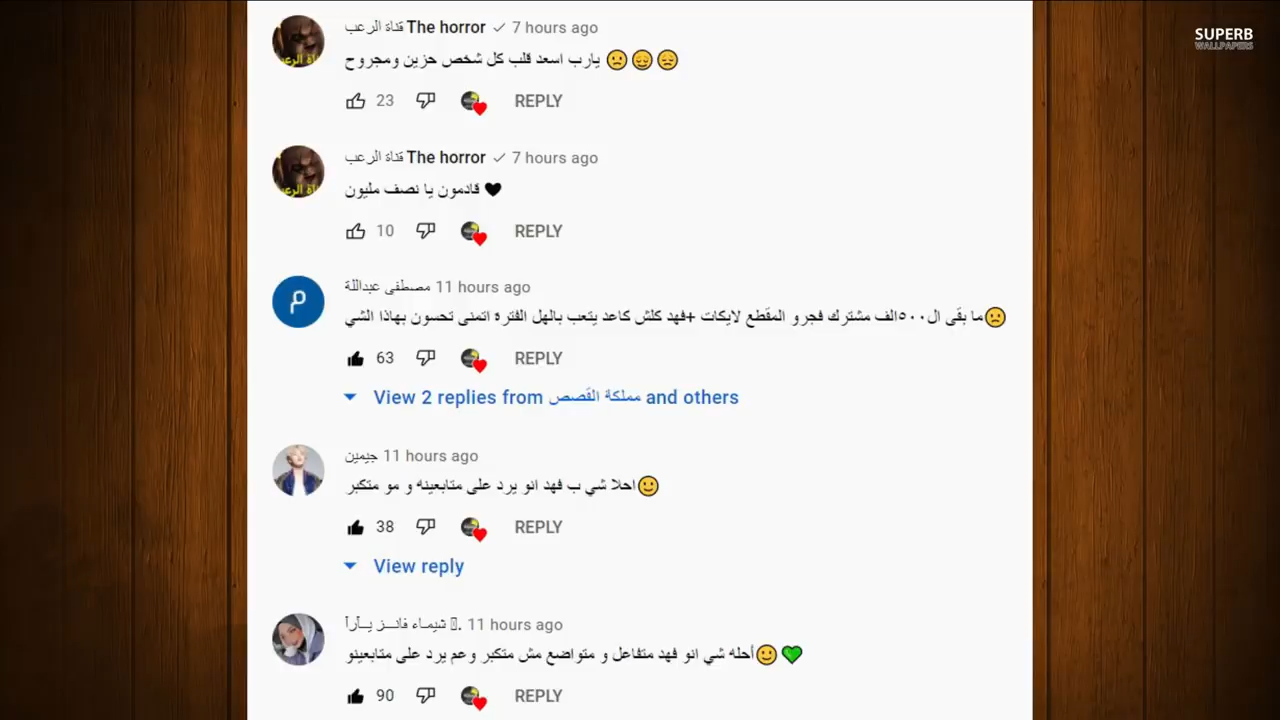 SUPERB
WALLPAPERS
قناة الرعب The horror ✓ 7 hours ago
يارب اسعد قلب كل شخص حزين ومجروح 🙁😔😔
23 REPLY
قناة الرعب The horror ✓ 7 hours ago
قادمون يا نصف مليون 🖤
10 REPLY
م
مصطفى عبداللة 11 hours ago
ما بقى ال٥٠٠الف مشترك فجرو المقطع لايكات +فهد كلش كاعد يتعب بالهل الفترة اتمنى تحسون بهاذا الشي🙁
63 REPLY
View 2 replies from مملكة القصص and others
جيمين 11 hours ago
احلا شي ب فهد انو يرد على متابعينه و مو متكبر🙂
38 REPLY
View reply
شيمـاء فانـــز يــأرأ . 11 hours ago
أحله شي انو فهد متفاعل و متواضع مش متكبر وعم يرد على متابعينو🙂💚
90 REPLY